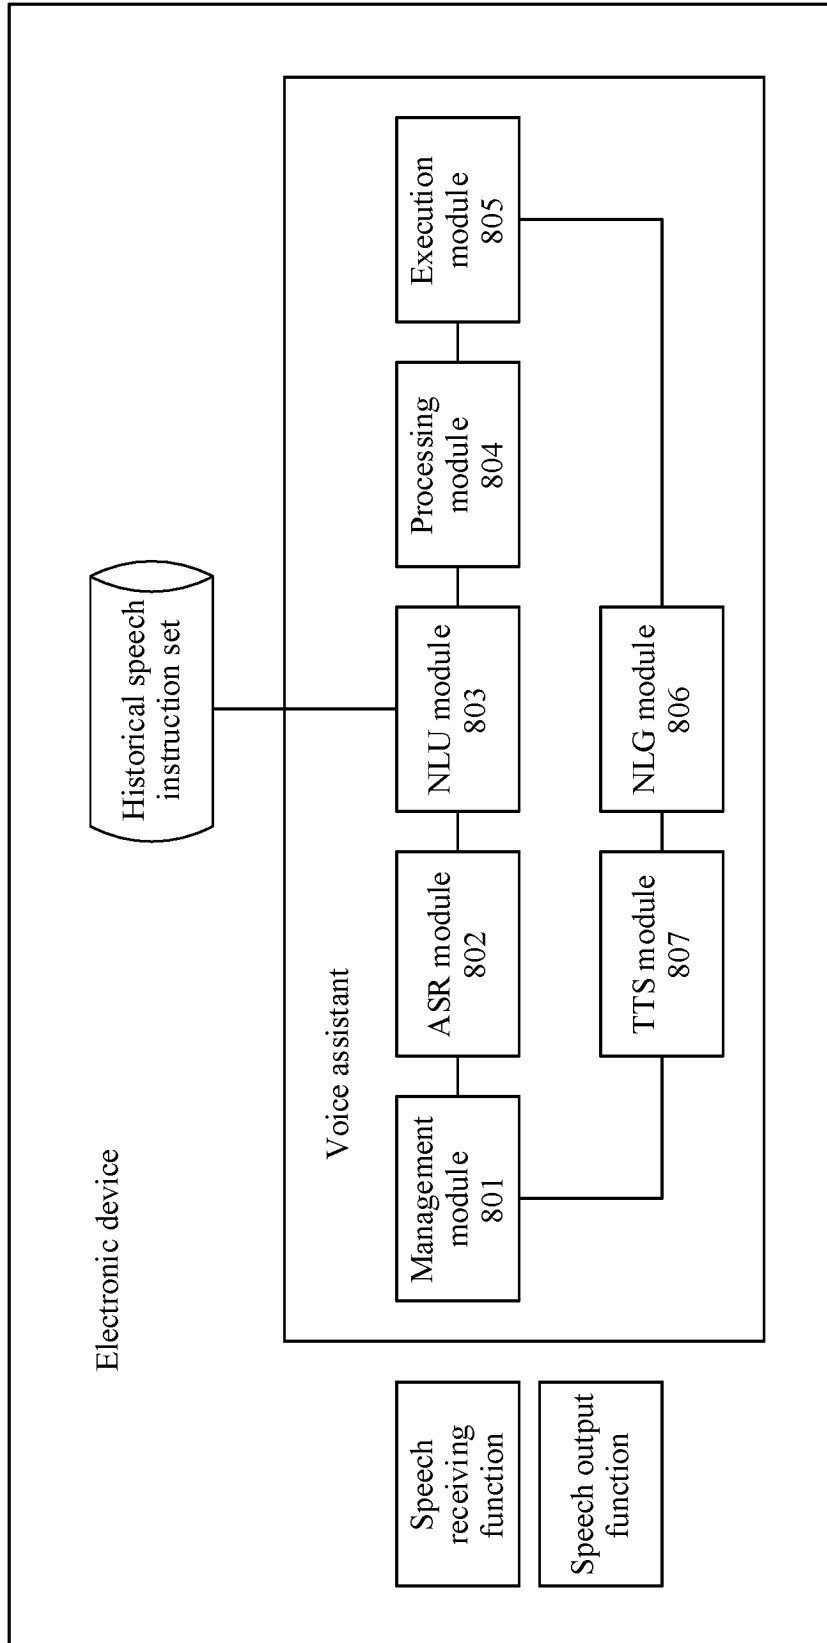 Electronic device
Historical speech
instruction set
Voice assistant
Speech
receiving
function
Speech output
function
Management
module
801
ASR module
802
NLU module
803
Processing
module
804
Execution
module
805
TTS module
807
NLG module
806